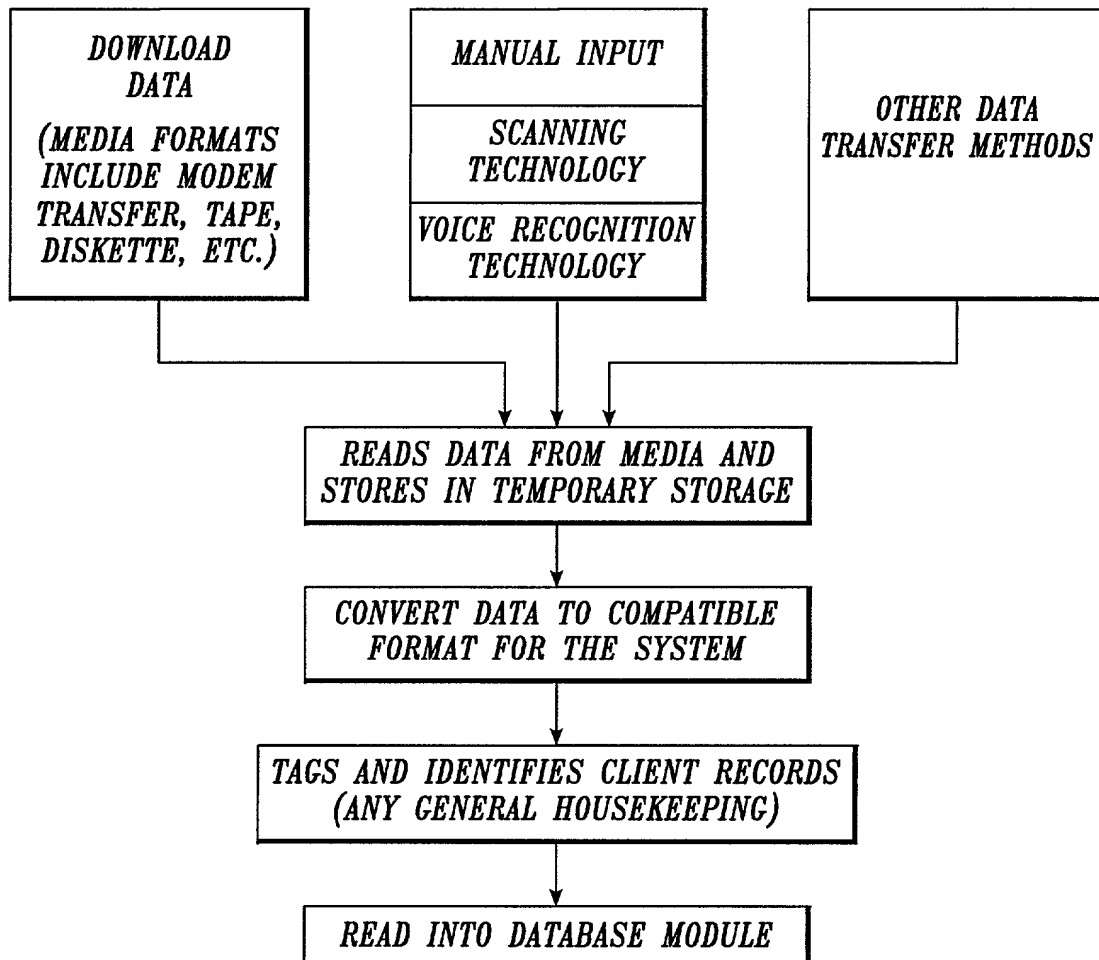 DOWNLOAD
DATA
(MEDIA FORMATS
INCLUDE MODEM
TRANSFER, TAPE,
DISKETTE, ETC.)
MANUAL INPUT
SCANNING
TECHNOLOGY
VOICE RECOGNITION
TECHNOLOGY
OTHER DATA
TRANSFER METHODS
READS DATA FROM MEDIA AND
STORES IN TEMPORARY STORAGE
CONVERT DATA TO COMPATIBLE
FORMAT FOR THE SYSTEM
TAGS AND IDENTIFIES CLIENT RECORDS
(ANY GENERAL HOUSEKEEPING)
READ INTO DATABASE MODULE